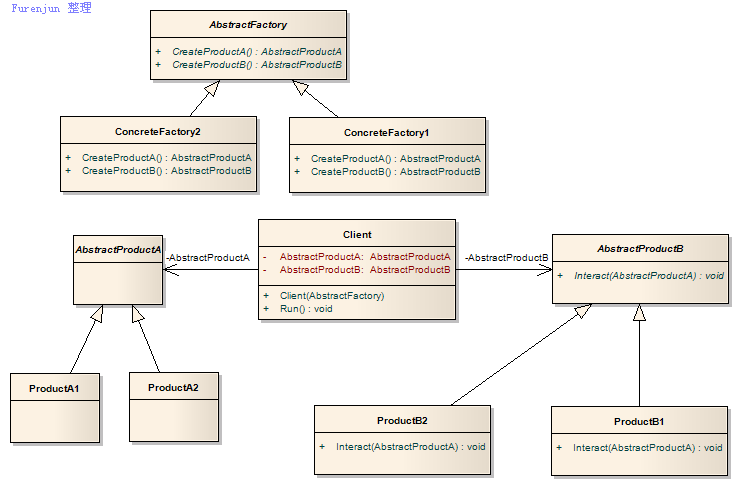 Furenjun 整理
AbstractFactory
+ CreateProductA() : AbstractProductA
+ CreateProductB() : AbstractProductB
ConcreteFactory2
+ CreateProductA() : AbstractProductA
+ CreateProductB() : AbstractProductB
ConcreteFactory1
+ CreateProductA() : AbstractProductA
+ CreateProductB() : AbstractProductB
AbstractProductA
-AbstractProductA
Client
- AbstractProductA: AbstractProductA
- AbstractProductB: AbstractProductB
+ Client(AbstractFactory)
+ Run() : void
-AbstractProductB
AbstractProductB
+ Interact(AbstractProductA) : void
ProductA1
ProductA2
ProductB2
+ Interact(AbstractProductA) : void
ProductB1
+ Interact(AbstractProductA) : void